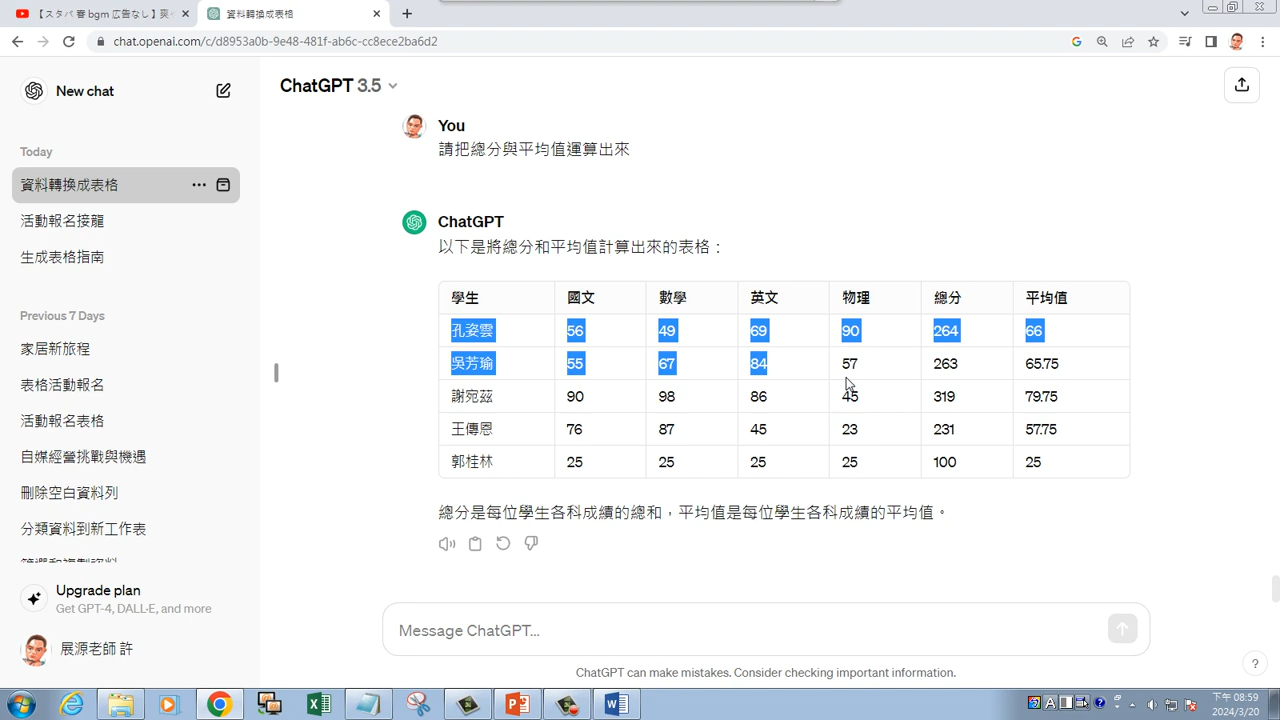 【スタバ 春 bgm 広告なし】爽
資料轉換成表格
chat.openai.com/c/d8953a0b-9e48-481f-ab6c-cc8ece2ba6d2
New chat
Today
資料轉換成表格
活動報名接龍
生成表格指南
Previous 7 Days
家居新旅程
表格活動報名
活動報名表格
自媒經營挑戰與機遇
刪除空白資料列
分類資料到新工作表
Upgrade plan
Get GPT-4, DALL·E, and more
展源老師 許
ChatGPT 3.5
You
請把總分與平均值運算出來
ChatGPT
以下是將總分和平均值計算出來的表格：
學生 國文 數學 英文 物理 總分 平均值
孔姿雲 56 49 69 90 264 66
吳芳瑜 55 67 84 57 263 65.75
謝宛茲 90 98 86 45 319 79.75
王傳恩 76 87 45 23 231 57.75
郭桂林 25 25 25 25 100 25
總分是每位學生各科成績的總和，平均值是每位學生各科成績的平均值。
Message ChatGPT...
ChatGPT can make mistakes. Consider checking important information.
?
下午 08:59
2024/3/20